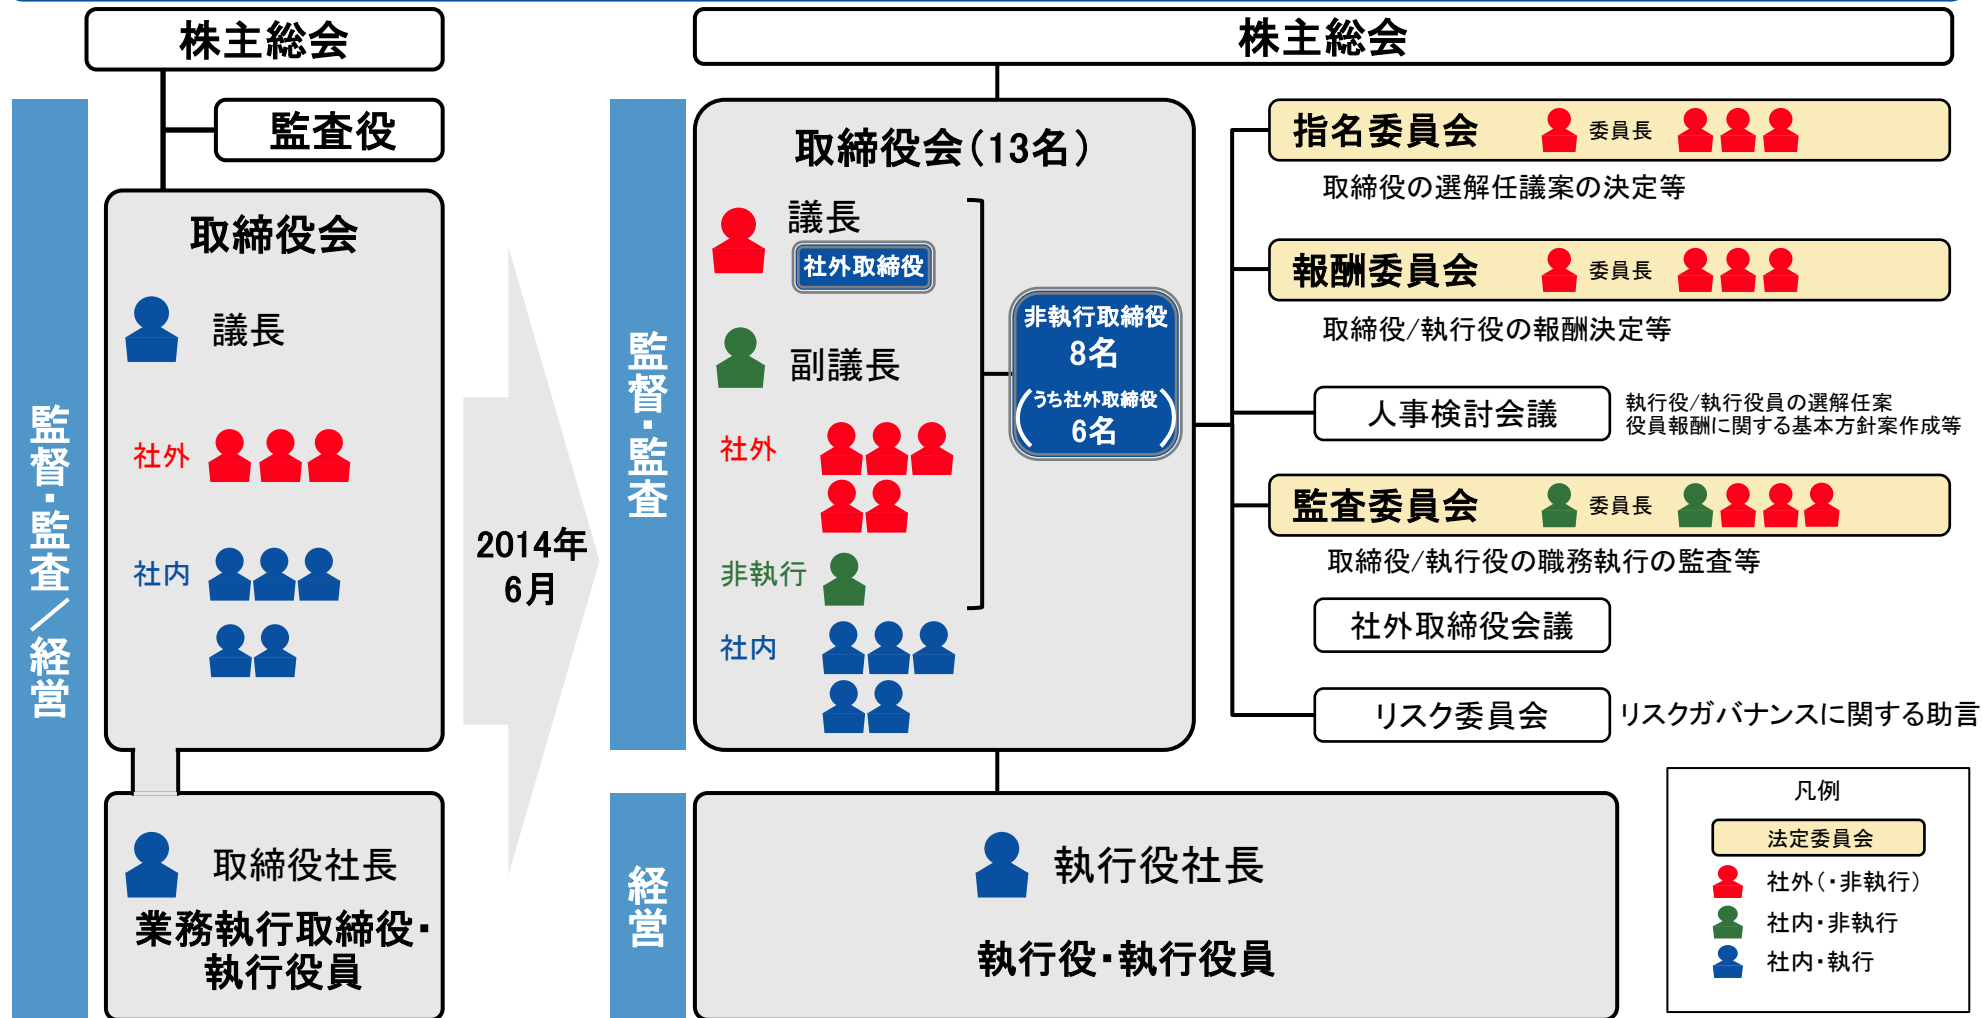 株主総会
監査役
取締役会
議長
社外
社内
監督・監査／経営
取締役社長
業務執行取締役・
執行役員
2014年
6月
株主総会
監督・監査
取締役会（13名）
議長
社外取締役
副議長
社外
非執行
社内
非執行取締役
8名
（うち社外取締役
6名）
指名委員会 委員長
取締役の選解任議案の決定等
報酬委員会 委員長
取締役/執行役の報酬決定等
人事検討会議
執行役/執行役員の選解任案
役員報酬に関する基本方針案作成等
監査委員会 委員長
取締役/執行役の職務執行の監査等
社外取締役会議
リスク委員会 リスクガバナンスに関する助言
経営
執行役社長
執行役・執行役員
凡例
法定委員会
社外（・非執行）
社内・非執行
社内・執行